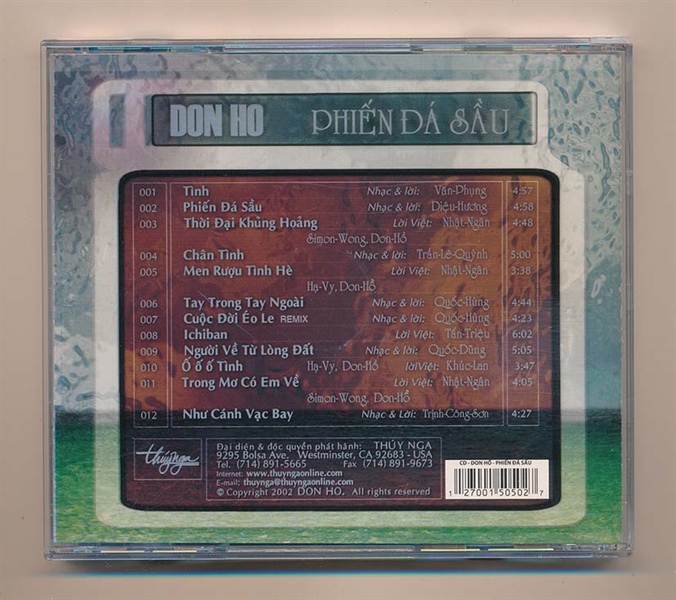 DON HO PHIẾN ĐÁ SẦU
001 Tình Nhạc & lời: Văn-Phụng 4:57
002 Phiến Đá Sầu Nhạc & lời: Diệu-Hương 4:58
003 Thời Đại Khủng Hoảng Lời Việt: Nhật-Ngân 4:48
Simon-Wong, Don-Hồ
004 Chân Tình Nhạc & lời: Trần-Lê-Quỳnh 5:00
005 Men Rượu Tình Hè Lời Việt: Nhật-Ngân 3:38
Hạ-Vy, Don-Hồ
006 Tay Trong Tay Ngoài Nhạc & lời: Quốc-Hùng 4:44
007 Cuộc Đời Éo Le REMIX Nhạc & lời: Quốc-Hùng 4:23
008 Ichiban Lời Việt: Tấn-Triệu 6:02
009 Người Về Từ Lòng Đất Nhạc & lời: Quốc-Dũng 5:05
010 Ố ố ố Tình Hạ-Vy, Don-Hồ lờiViệt: Khúc-Lan 3:47
011 Trong Mơ Có Em Về Lời Việt: Nhật-Ngân 4:05
Simon-Wong, Don-Hồ
012 Như Cánh Vạc Bay Nhạc & Lời: Trịnh-Công-Sơn 4:27
thúynga
Đại diện & độc quyền phát hành: THÚY NGA
9295 Bolsa Ave, Westminster, CA 92683 - USA
Tel. (714) 891-5665 Fax (714) 891-9673
Internet: www.thuyngaonline.com
E-mail: thuynga@thuyngaonline.com
© Copyright 2002 DON HO. All rights reserved
CD - DON HỒ - PHIẾN ĐÁ SẦU
1 27001 50502 7